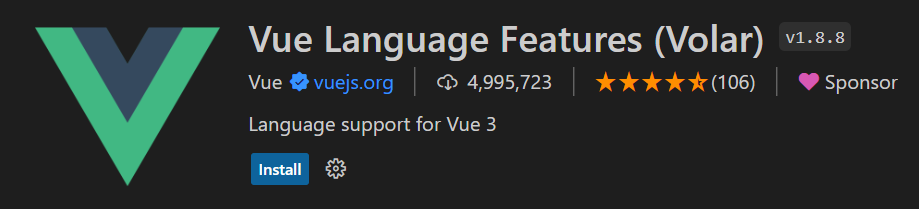 Vue Language Features (Volar) v1.8.8
Vue vuejs.org 4,995,723 (106) Sponsor
Language support for Vue 3
Install